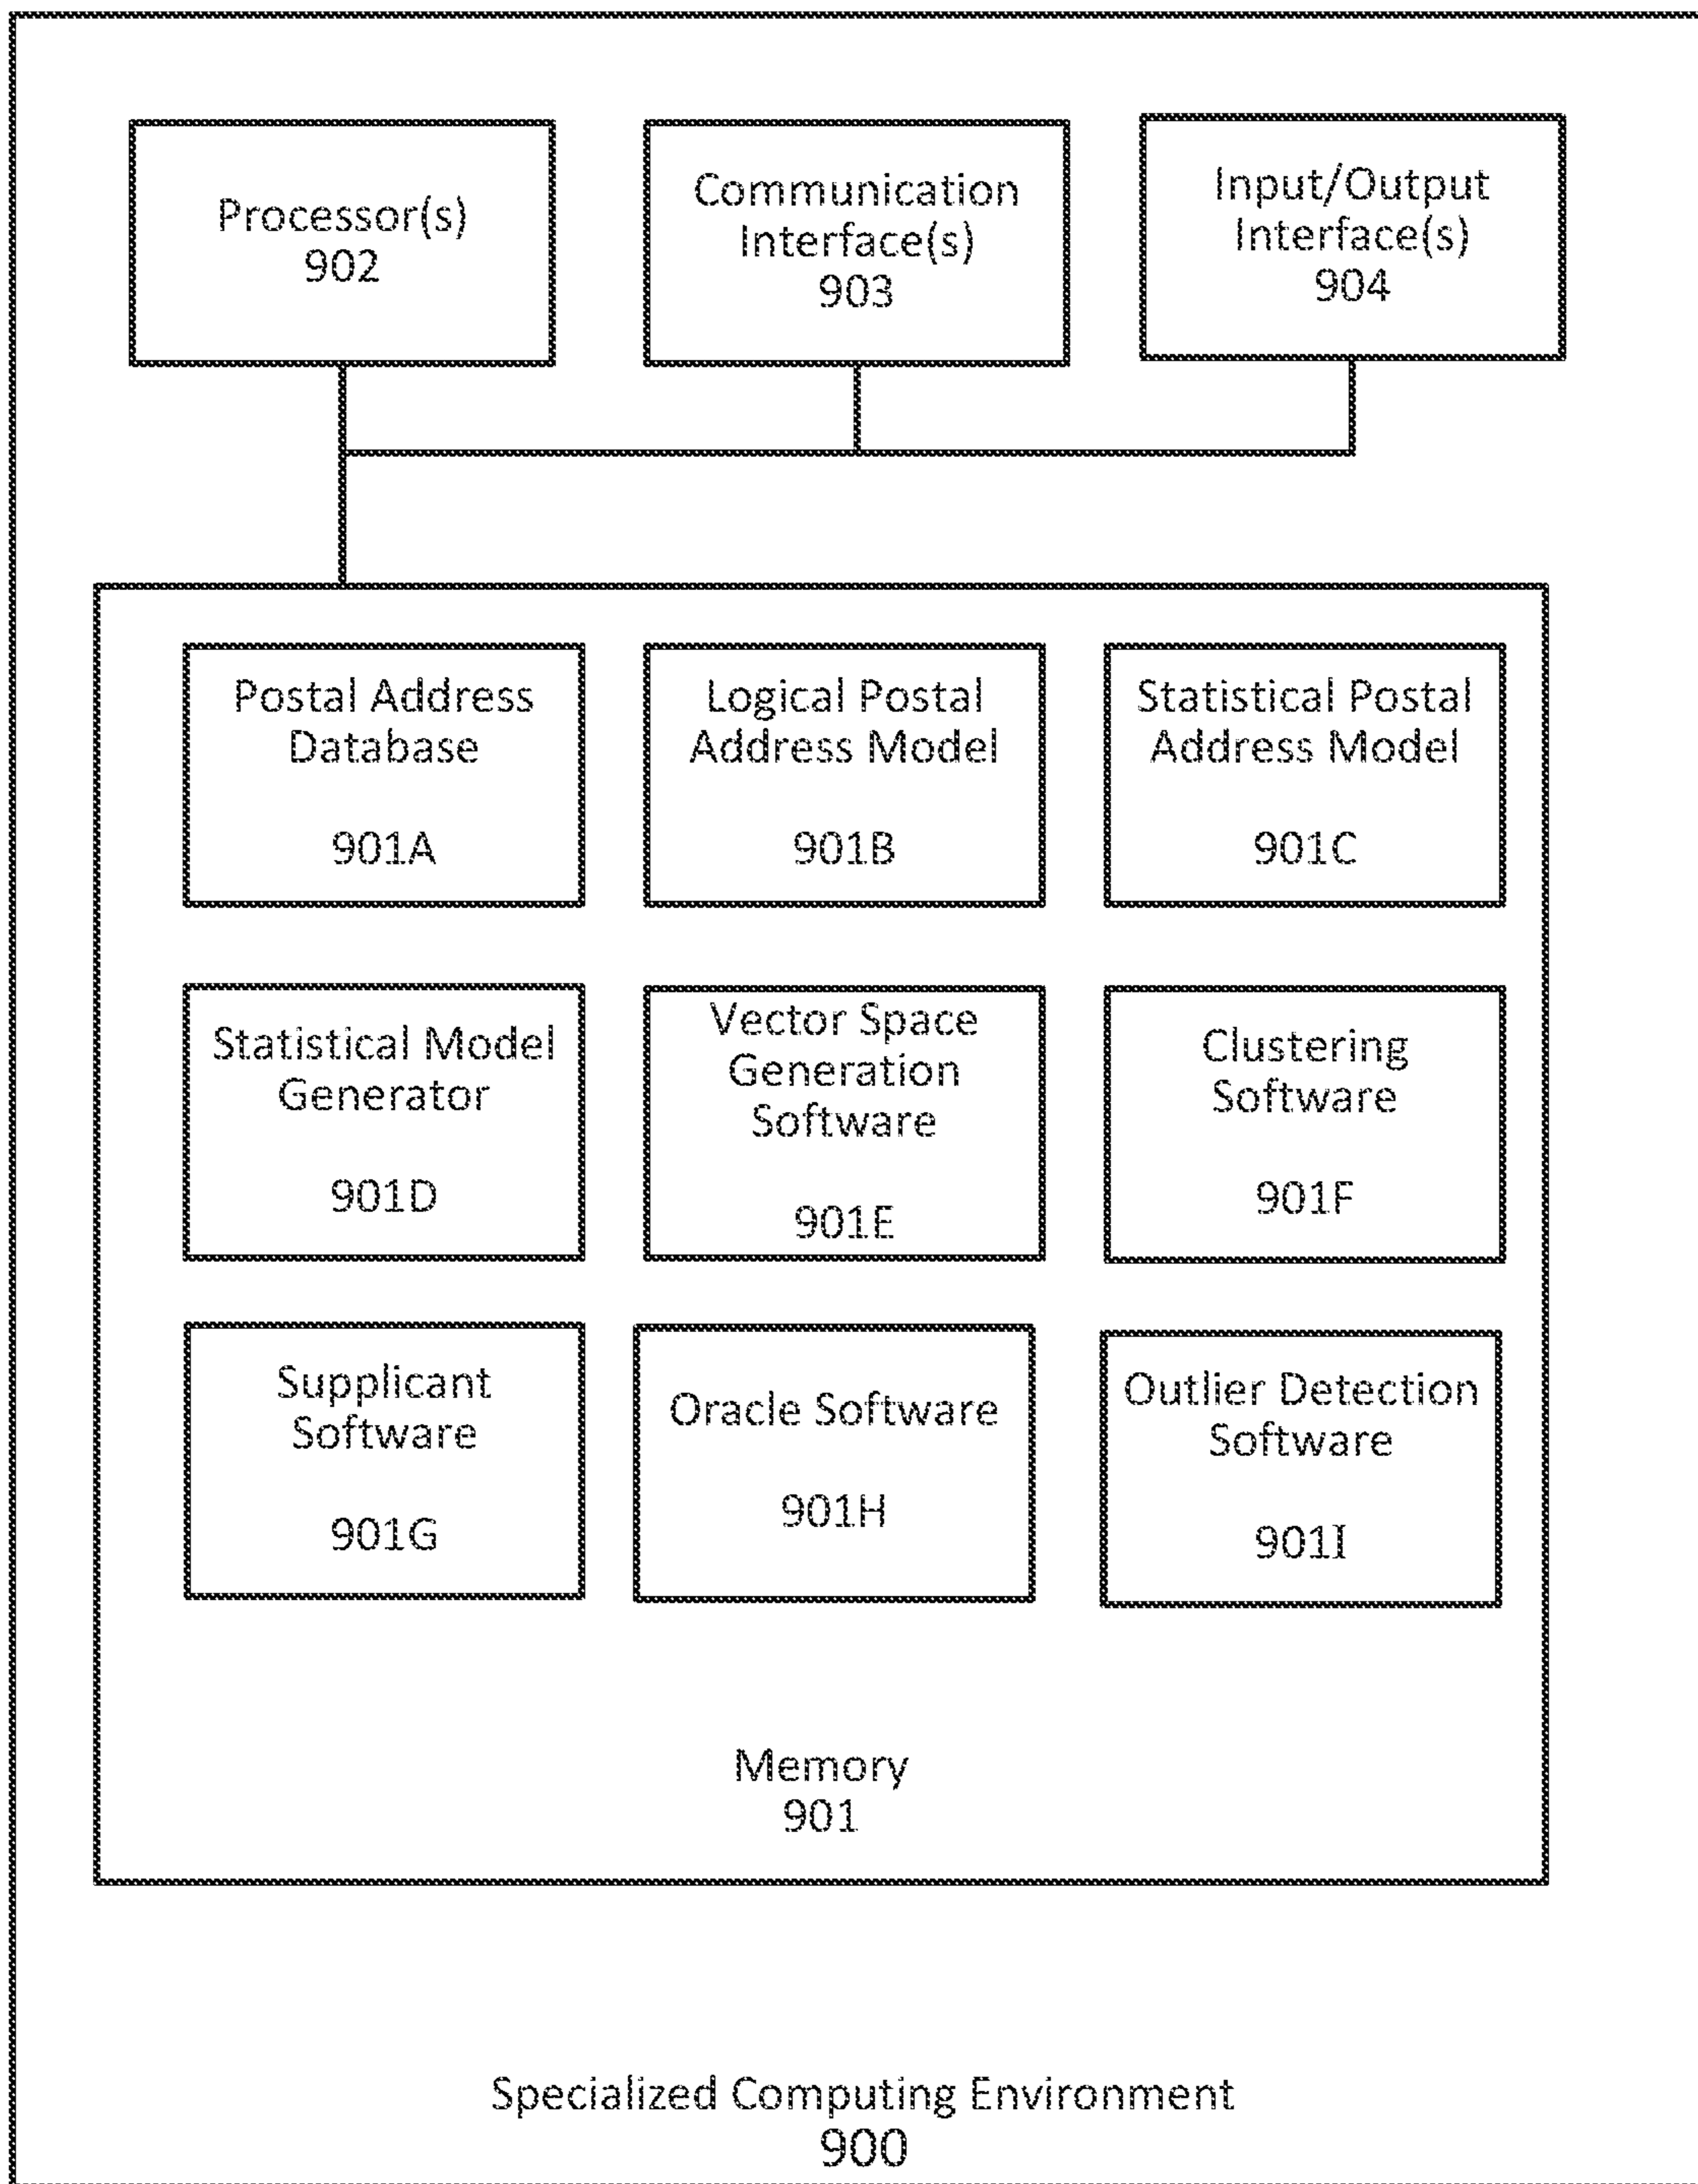 Processor(s)
902
Communication
Interface(s)
903
Input/Output
Interface(s)
904
Postal Address
Database
901A
Logical Postal
Address Model
901B
Statistical Postal
Address Model
901C
Statistical Model
Generator
901D
Vector Space
Generation
Software
901E
Clustering
Software
901F
Supplicant
Software
901G
Oracle Software
901H
Outlier Detection
Software
901I
Memory
901
Specialized Computing Environment
900